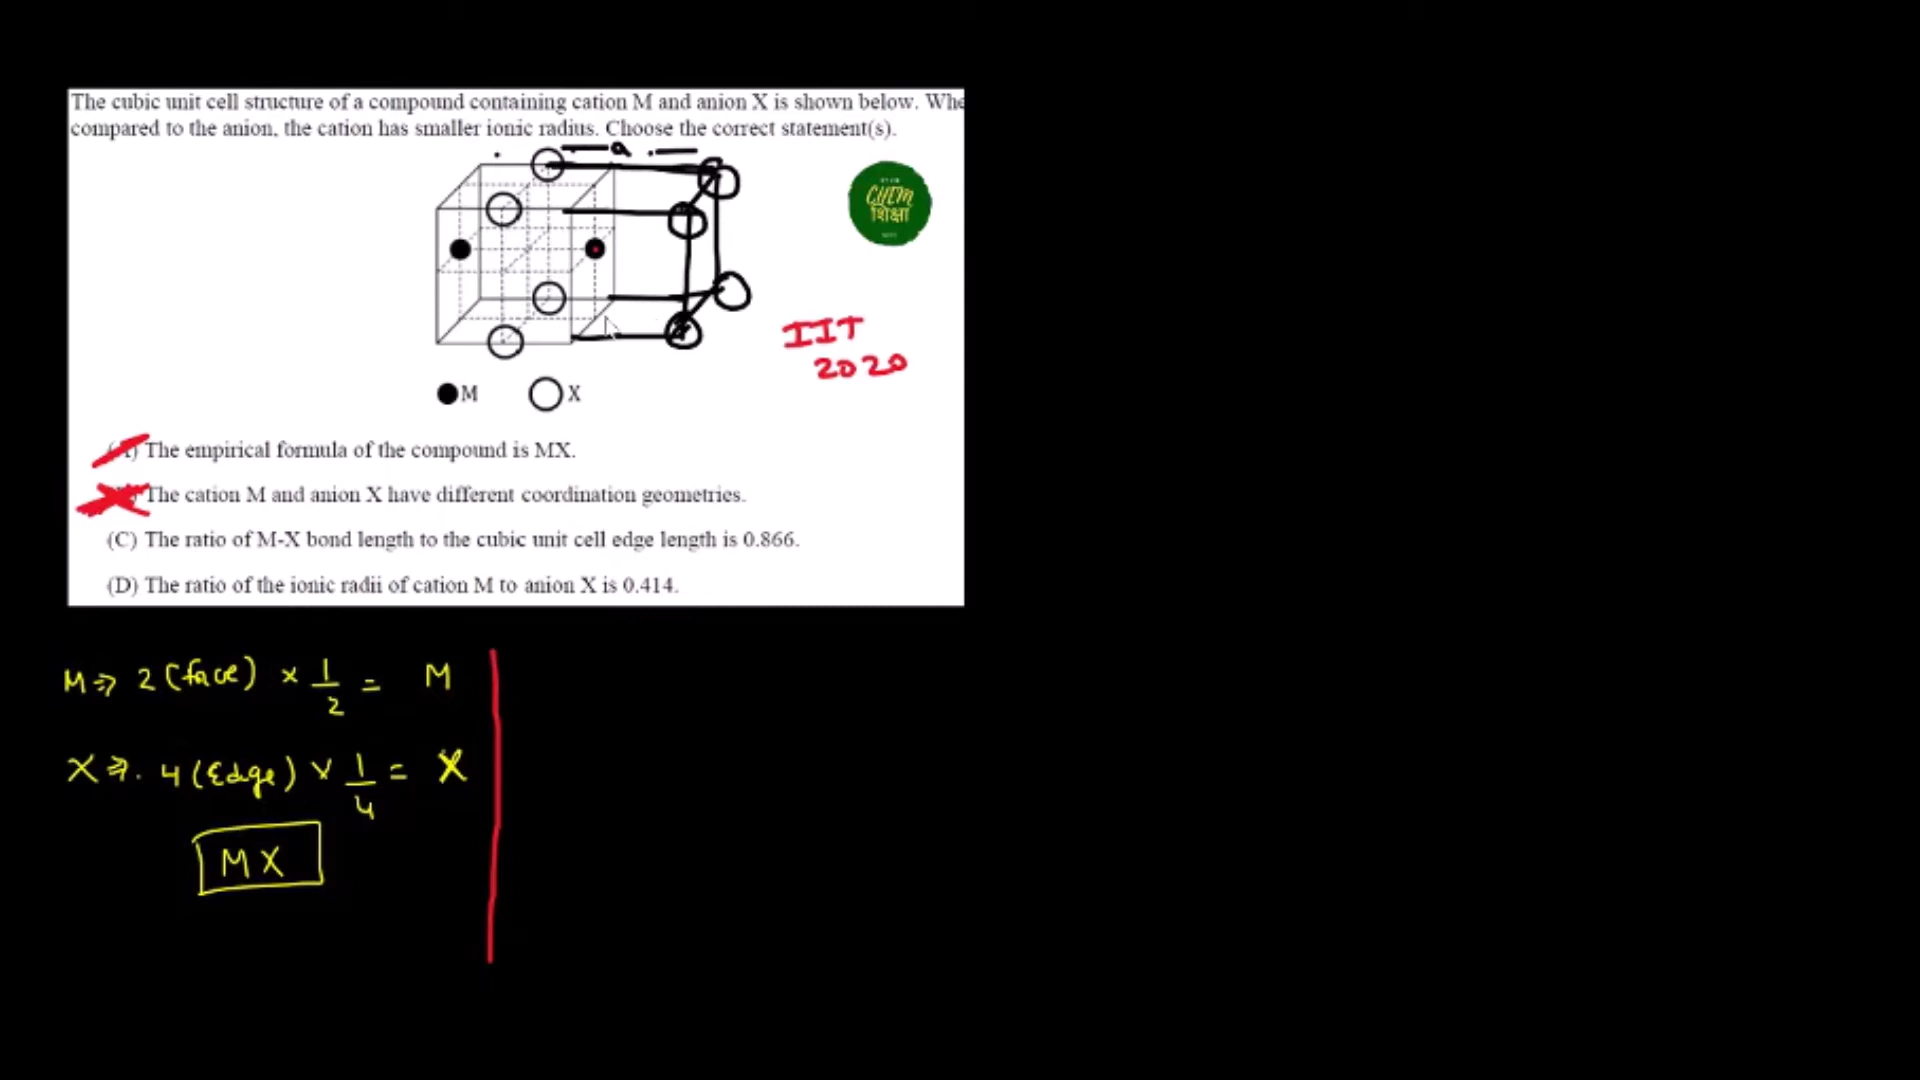 The cubic unit cell structure of a compound containing cation M and anion X is shown below. Whe
compared to the anion, the cation has smaller ionic radius. Choose the correct statement(s).
a
CHEM
शिक्षा
IIT
2020
M X
The empirical formula of the compound is MX.
The cation M and anion X have different coordination geometries.
(C) The ratio of M-X bond length to the cubic unit cell edge length is 0.866.
(D) The ratio of the ionic radii of cation M to anion X is 0.414.
M ⇒ 2 (face) × 1/2 = M
X ⇒ 4 (Edge) × 1/4 = X
MX